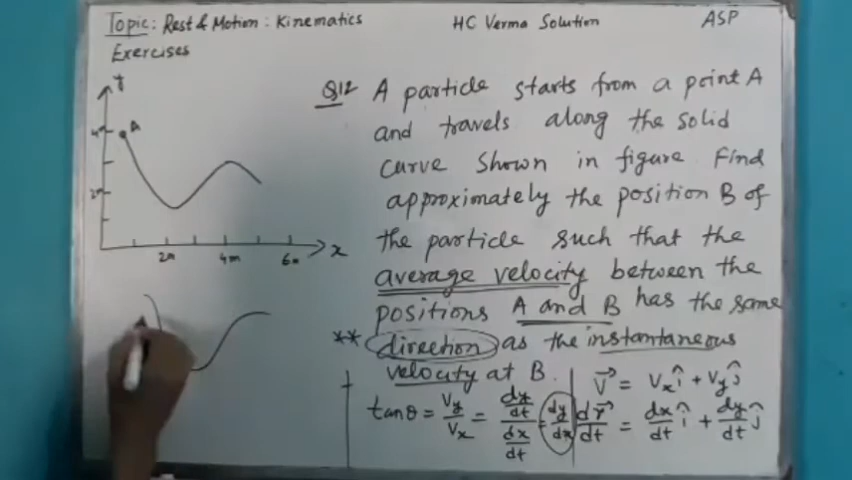 Topic: Rest & Motion: Kinematics
HC Verma Solution
ASP
Exercises
Q12 A particle starts from a point A
and travels along the solid
curve shown in figure Find
approximately the position B of
the particle such that the
average velocity between the
positions A and B has the same
** direction as the instantaneous
velocity at B.
4m
A
2m
x
2m 4m 6m
V⃗ = Vxî + Vyĵ
tanθ = Vy/Vx = (dy/dt)/(dx/dt) = dy/dx
dr⃗/dt = dx/dt î + dy/dt ĵ